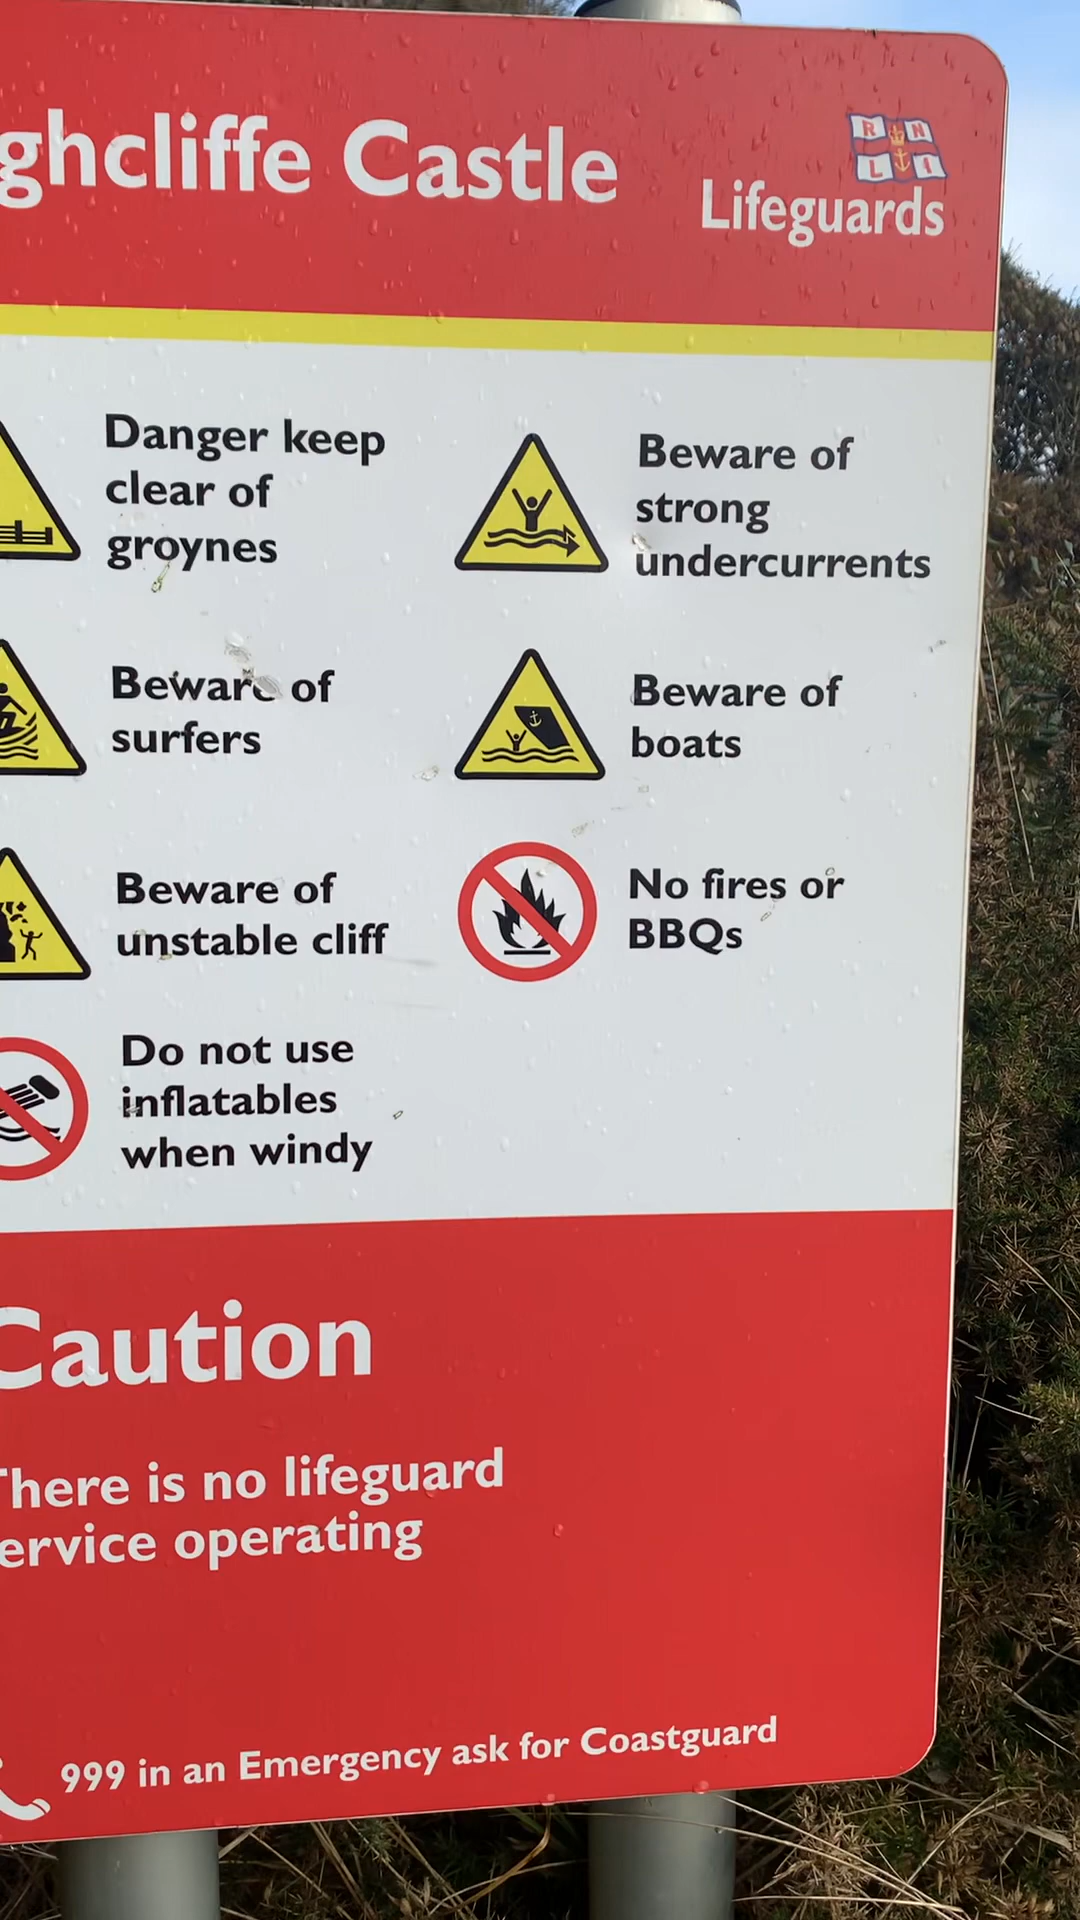 ghcliffe Castle
R N
L I
Lifeguards
Danger keep
clear of
groynes
Beware of
strong
undercurrents
Beware of
surfers
Beware of
boats
Beware of
unstable cliff
No fires or
BBQs
Do not use
inflatables
when windy
Caution
There is no lifeguard
ervice operating
999 in an Emergency ask for Coastguard